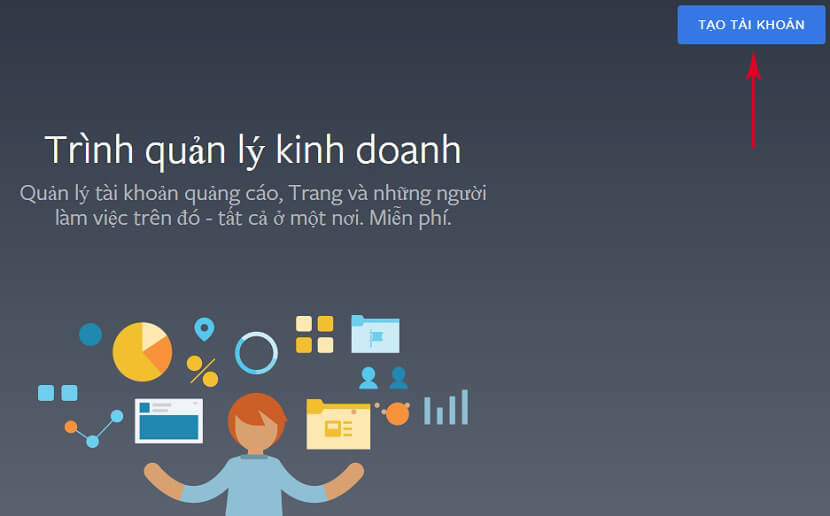 TẠO TÀI KHOẢN
Trình quản lý kinh doanh
Quản lý tài khoản quảng cáo, Trang và những người
làm việc trên đó - tất cả ở một nơi. Miễn phí.